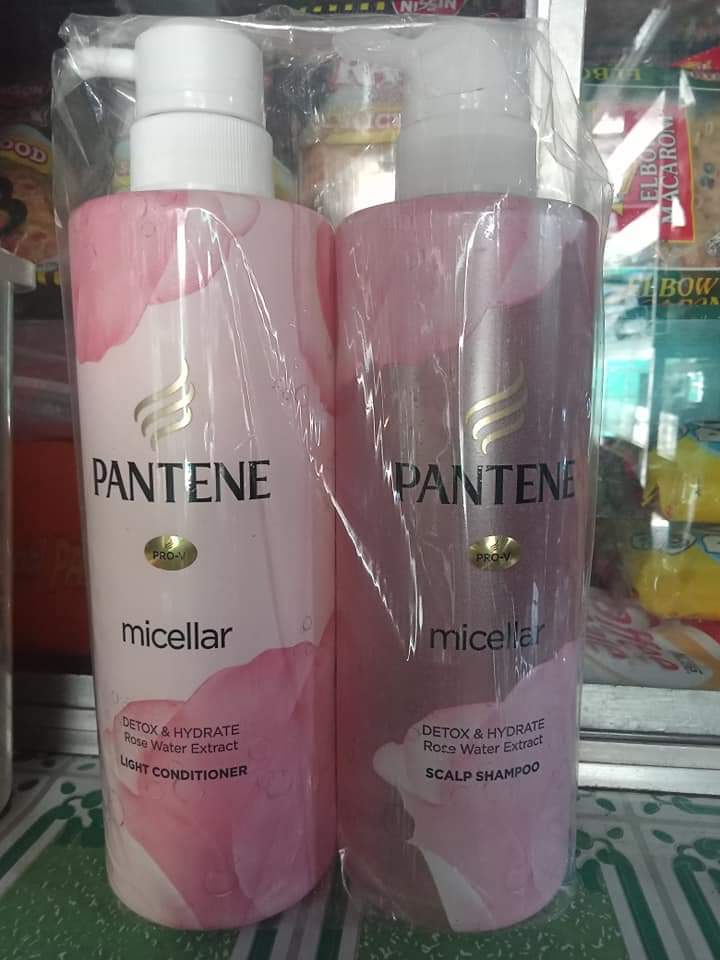 NISSIN
PANTENE
PRO-V
micellar
DETOX & HYDRATE
Rose Water Extract
LIGHT CONDITIONER
PANTENE
PRO-V
micellar
DETOX & HYDRATE
Rose Water Extract
SCALP SHAMPOO
ELBOW
MACARONI